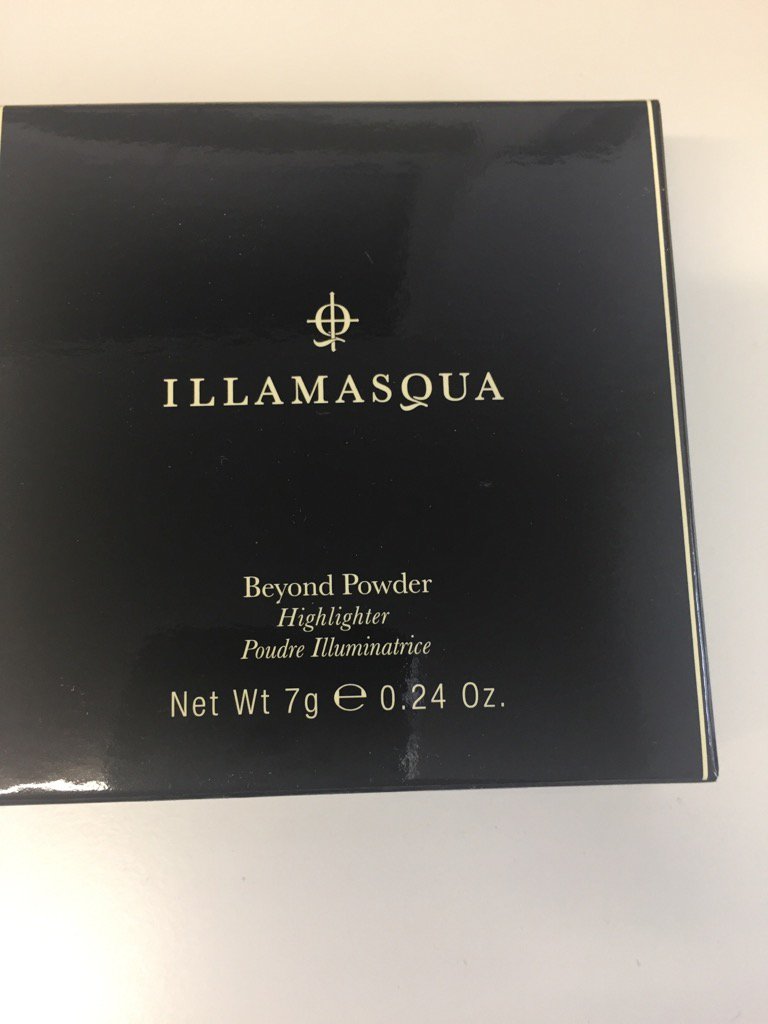 ILLAMASQUA
Beyond Powder
Highlighter
Poudre Illuminatrice
Net Wt 7g ℮ 0.24 Oz.